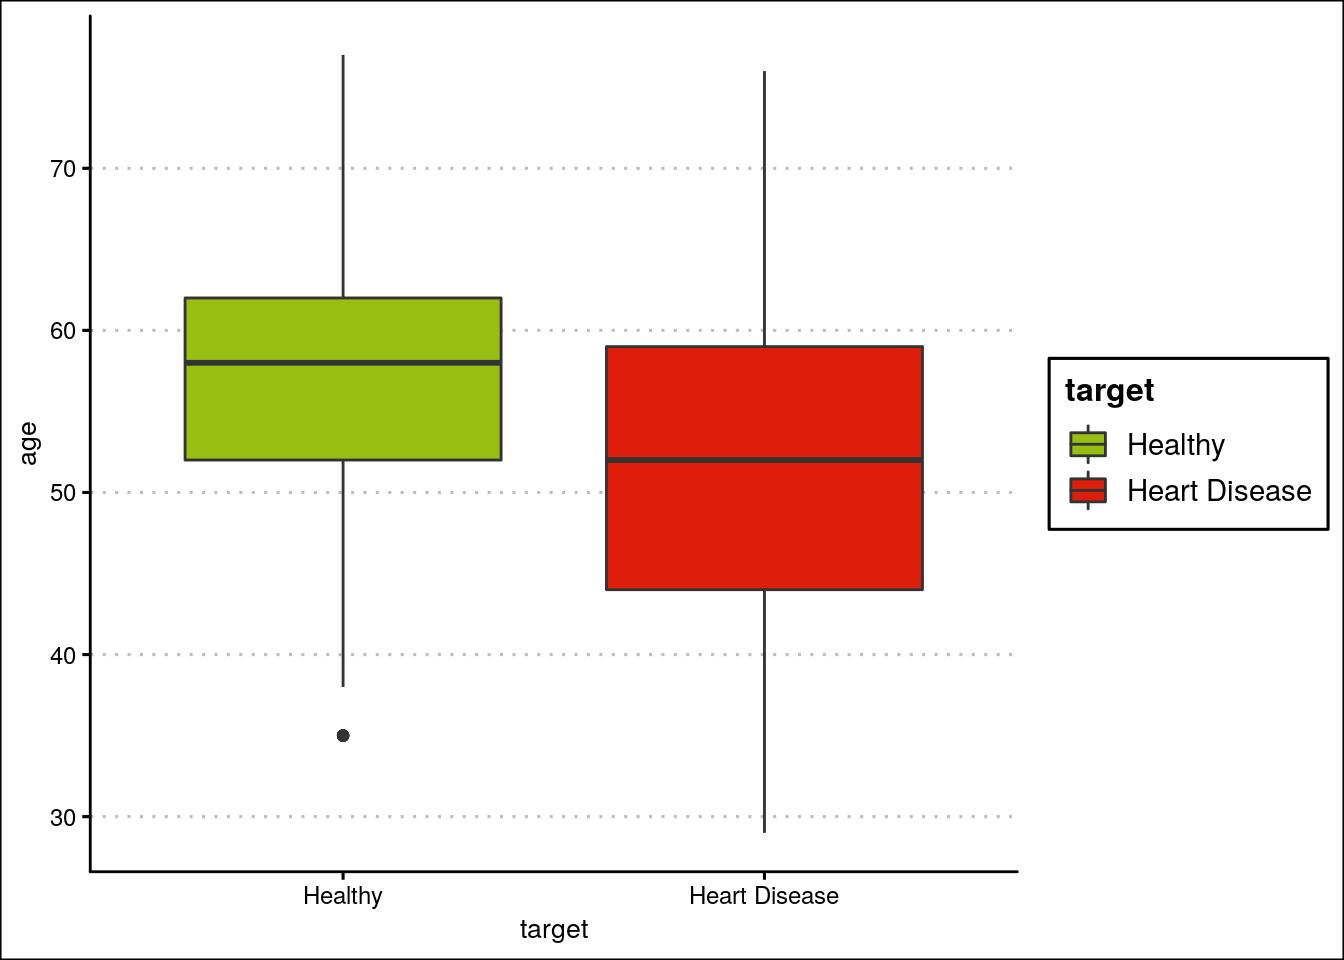 70
60
50
40
30
age
Healthy
Heart Disease
target
target
Healthy
Heart Disease